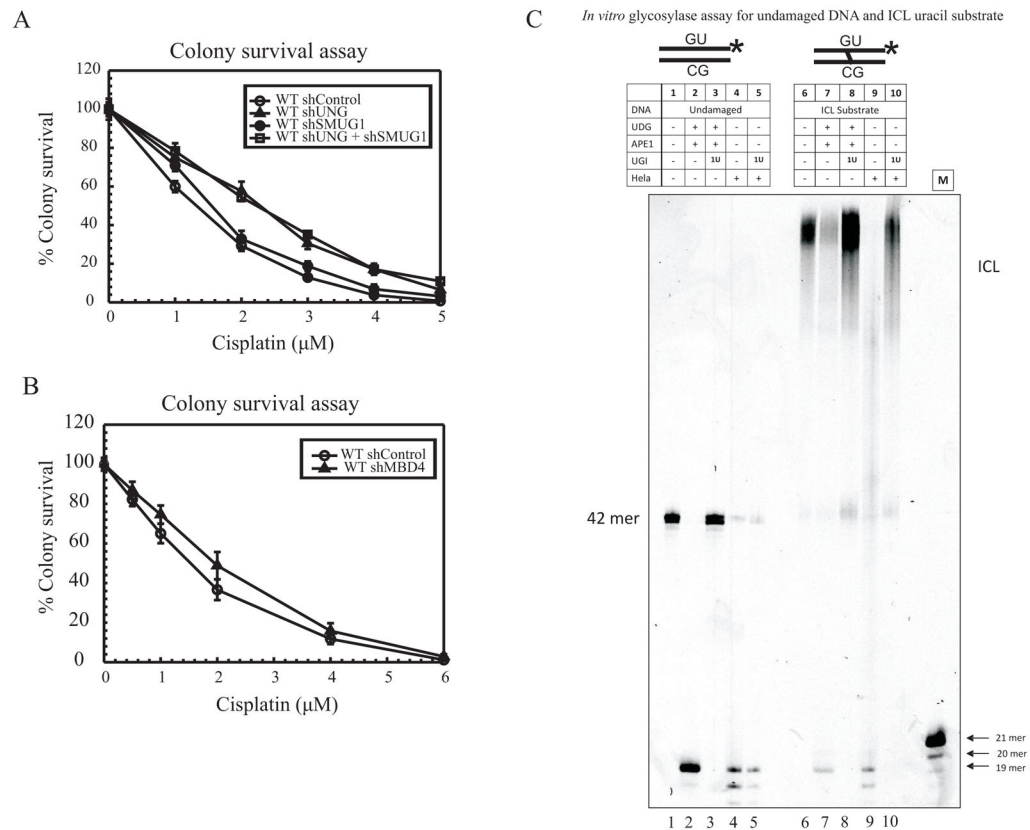 A
Colony survival assay
120
100
80
60
40
20
0
% Colony survival
WT shControl
WT shUNG
WT shSMUG1
WT shUNG + shSMUG1
0 1 2 3 4 5
Cisplatin (μM)
B
Colony survival assay
120
100
80
60
40
20
0
% Colony survival
WT shControl
WT shMBD4
0 1 2 3 4 5 6
Cisplatin (μM)
C
In vitro glycosylase assay for undamaged DNA and ICL uracil substrate
GU *
CG
GU *
CG
1 2 3 4 5
DNA Undamaged
UDG - + + - -
APE1 - + + - -
UGI - - 1U - 1U
Hela - - - + +
6 7 8 9 10
ICL Substrate
- + + - -
- + + - -
- - 1U - 1U
- - - + +
M
ICL
42 mer
21 mer
20 mer
19 mer
1 2 3 4 5 6 7 8 9 10